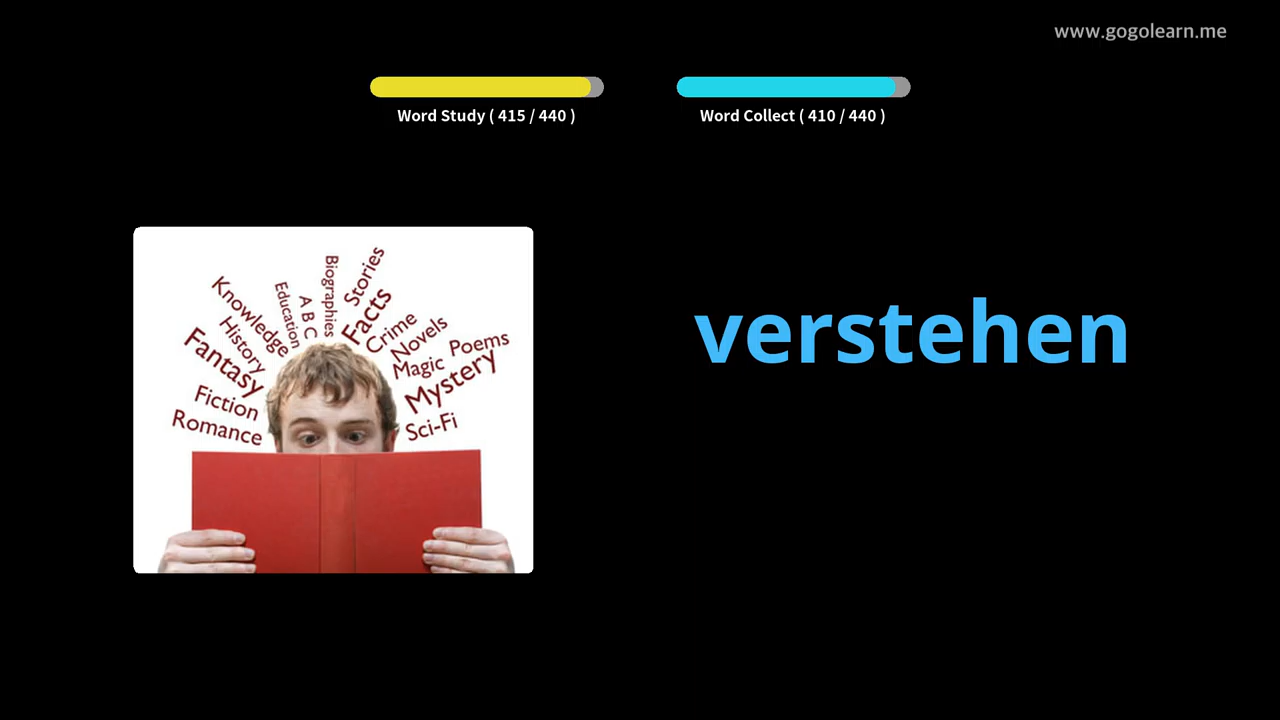 www.gogolearn.me
Word Study ( 415 / 440 )
Word Collect ( 410 / 440 )
Knowledge
History
Fantasy
Fiction
Romance
Education
A B C
Biographies
Stories
Facts
Crime
Novels
Magic
Poems
Mystery
Sci-Fi
verstehen